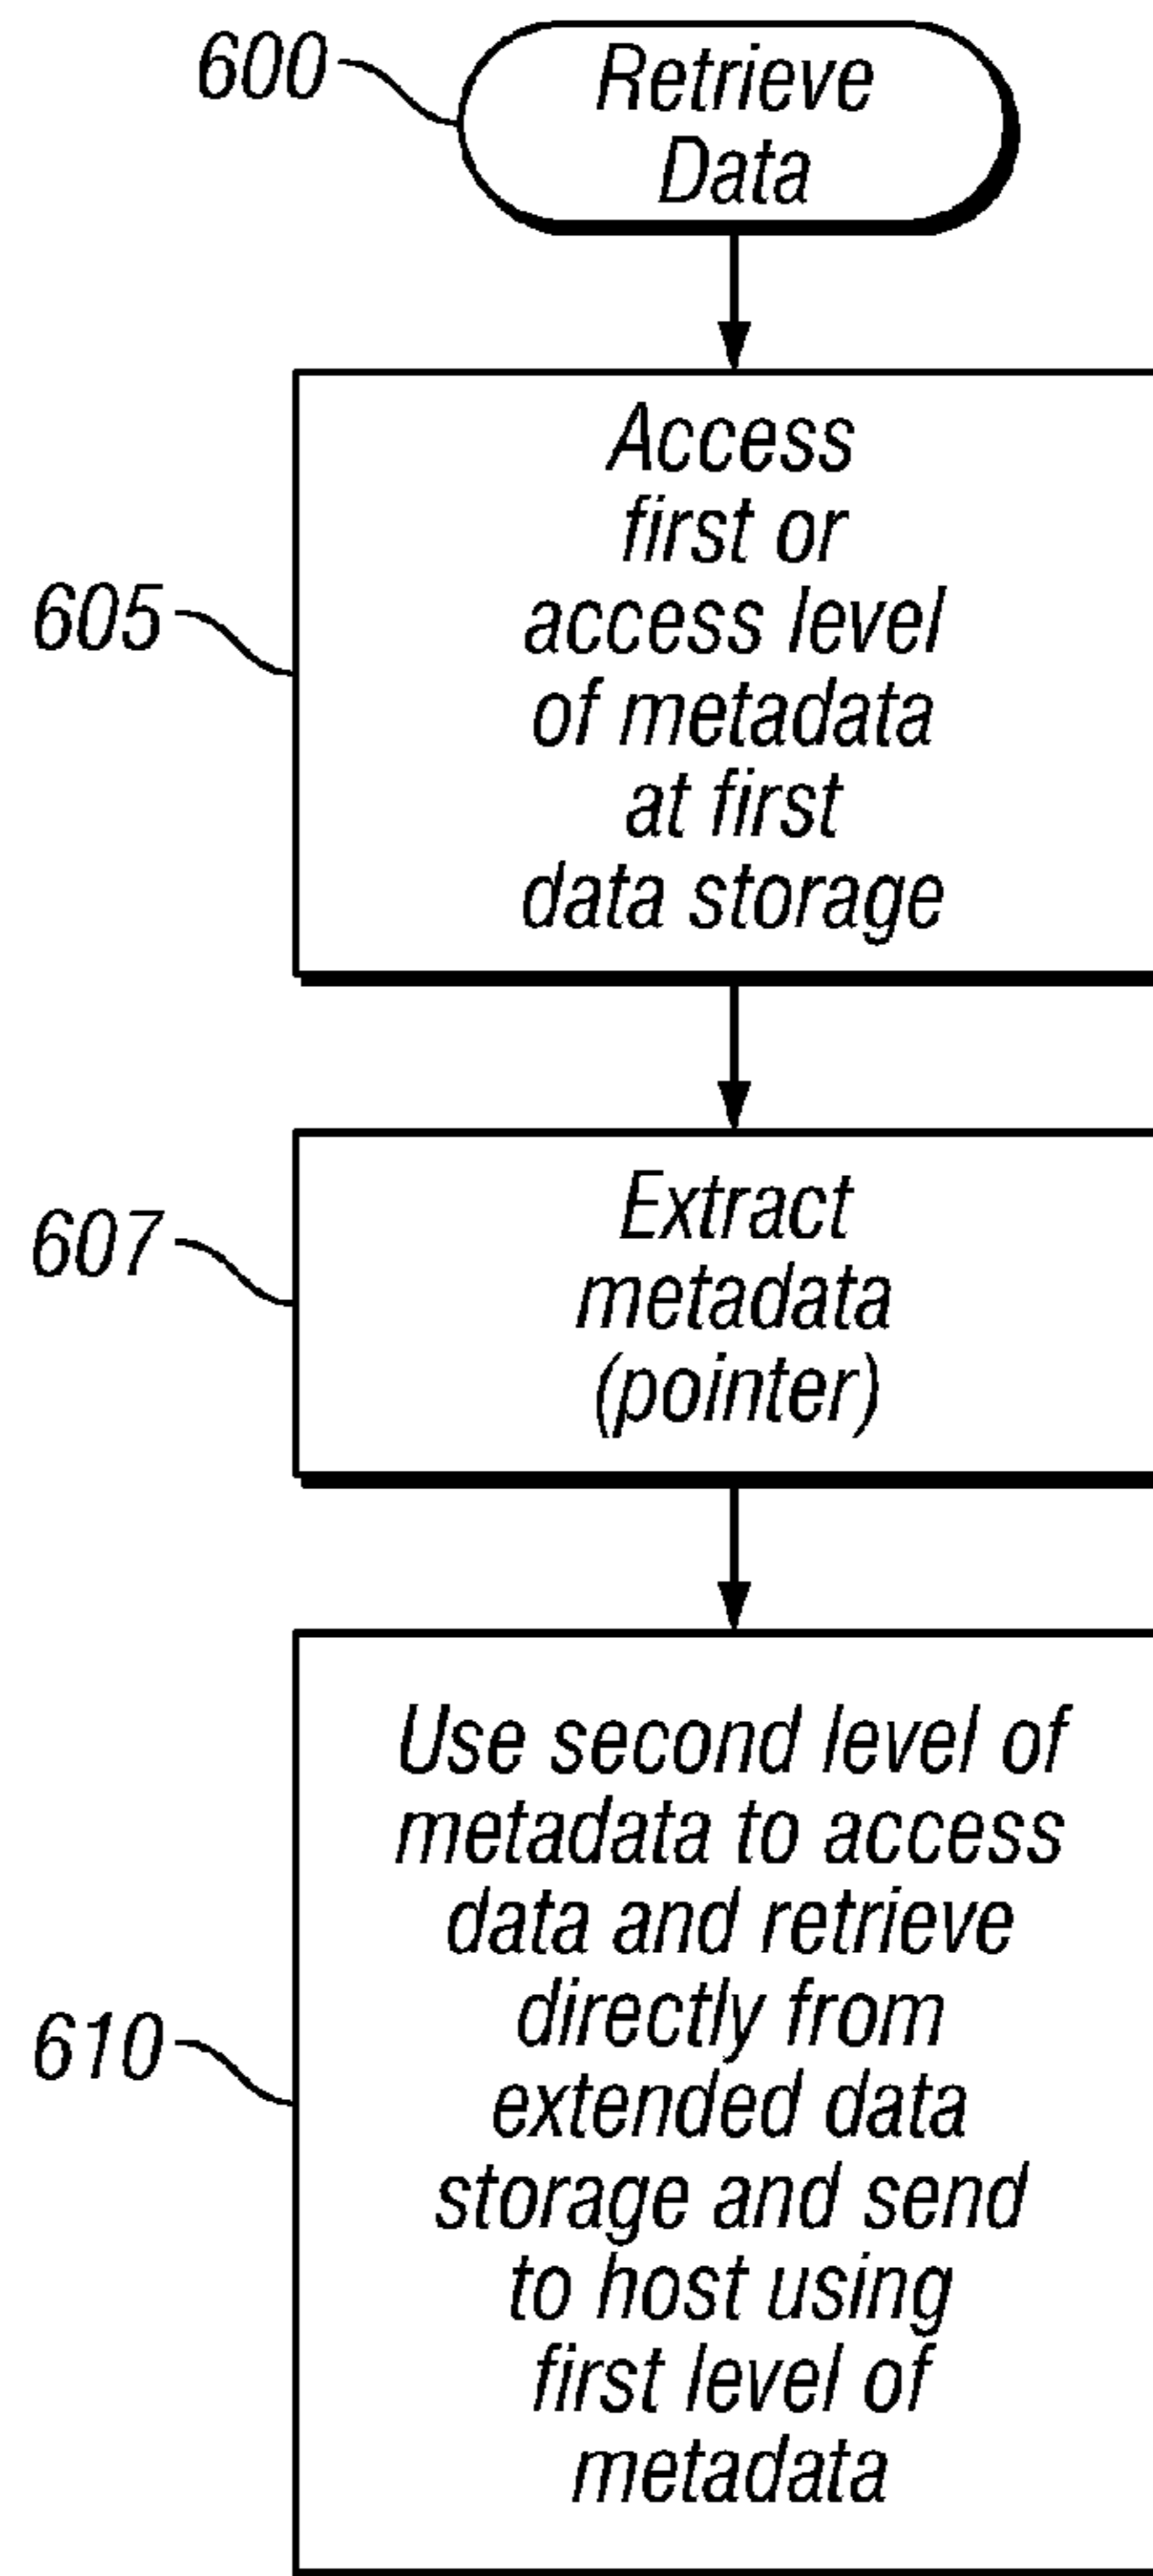 600
Retrieve
Data
605
Access
first or
access level
of metadata
at first
data storage
607
Extract
metadata
(pointer)
610
Use second level of
metadata to access
data and retrieve
directly from
extended data
storage and send
to host using
first level of
metadata